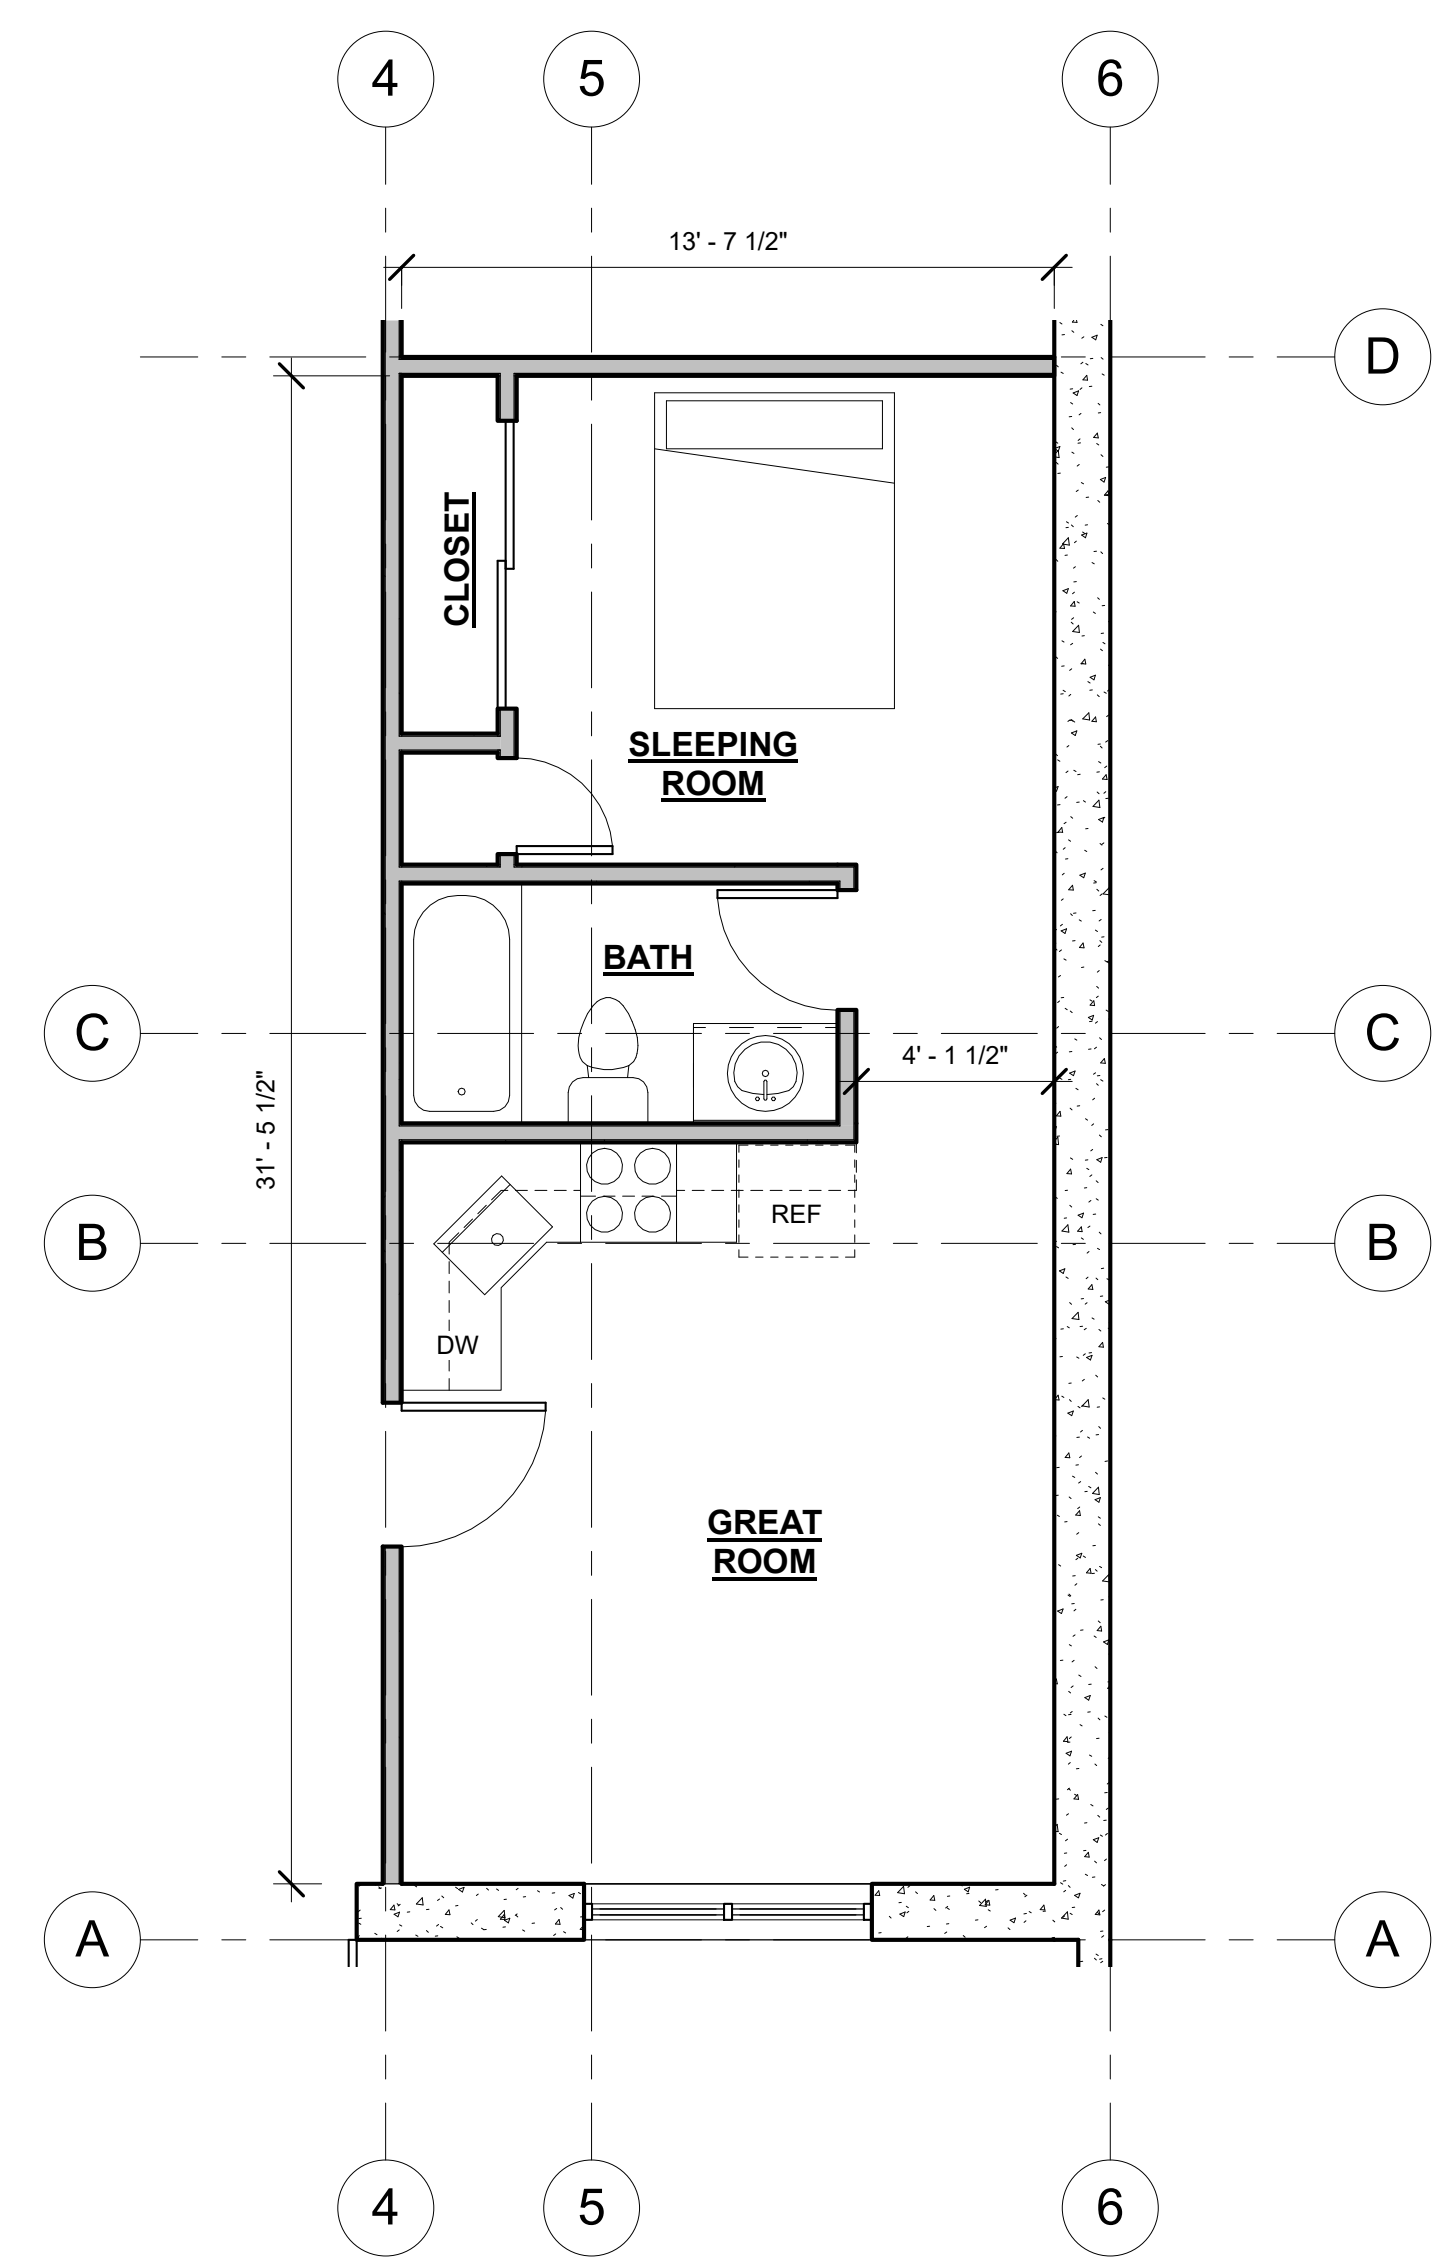 4
5
6
13' - 7 1/2"
D
CLOSET
SLEEPING
ROOM
BATH
C
C
4' - 1 1/2"
31' - 5 1/2"
REF
B
B
DW
GREAT
ROOM
A
A
4
5
6